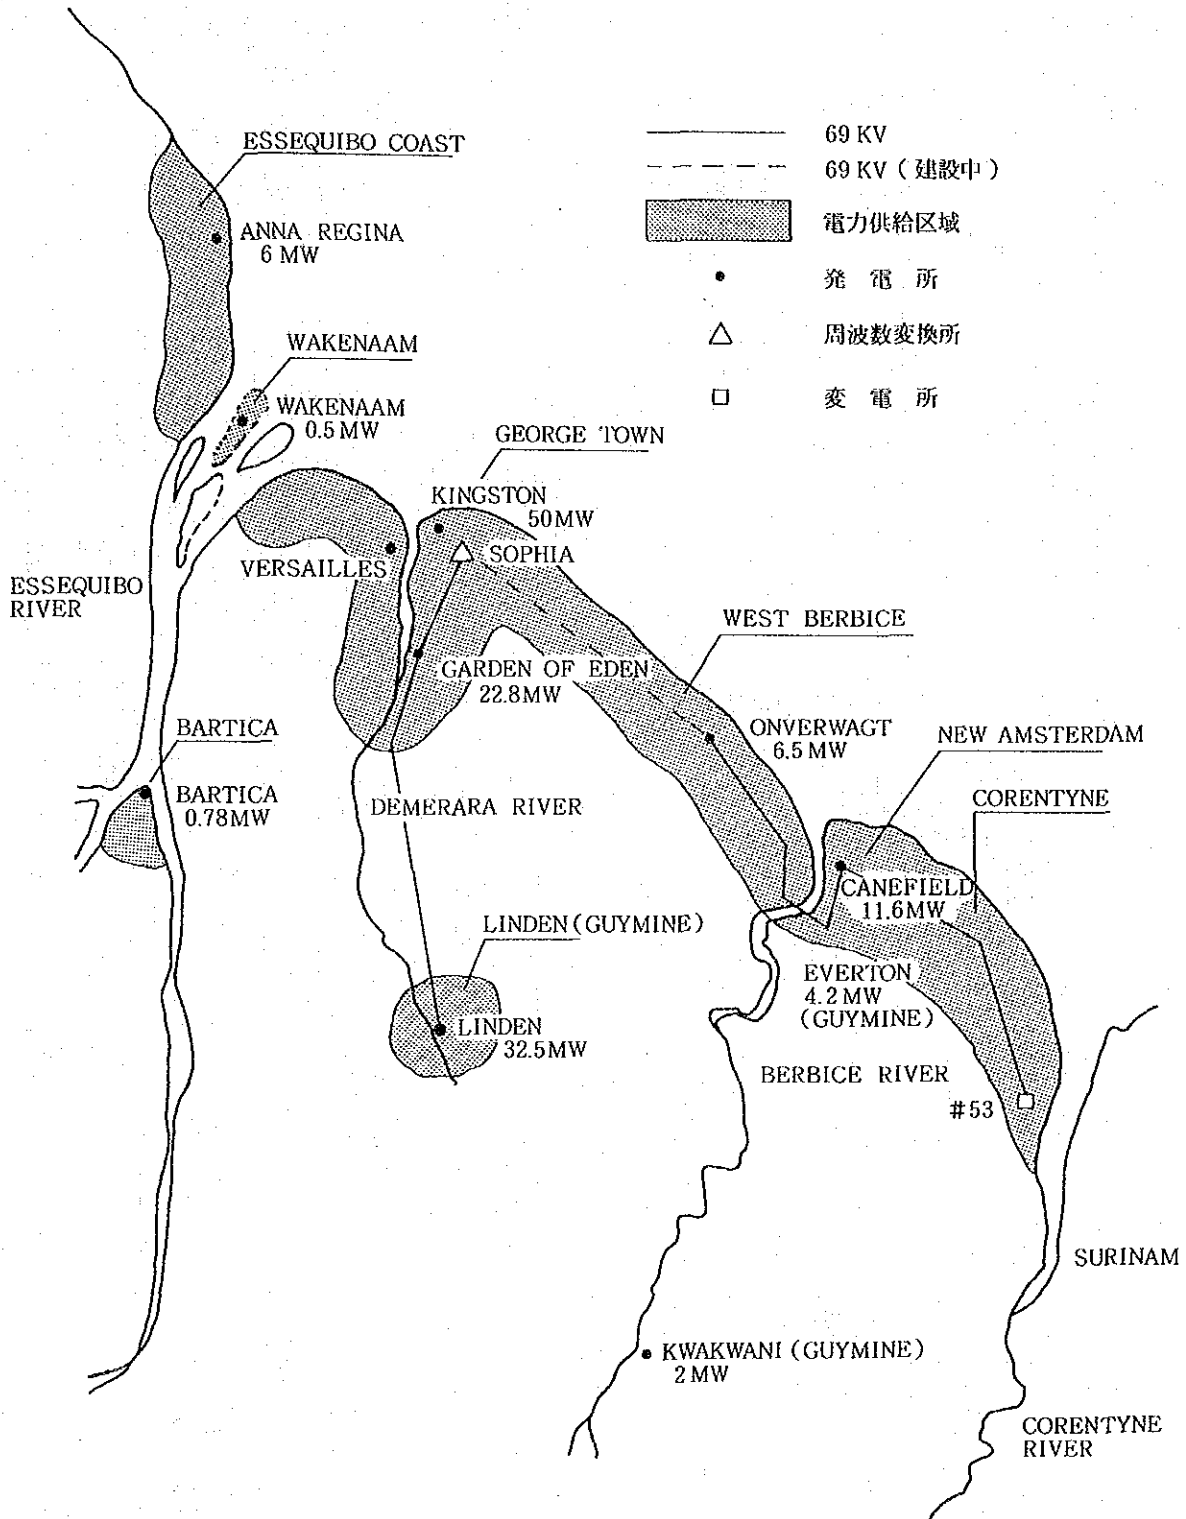 69 KV
69 KV ( 建設中 )
電力供給区域
発 電 所
周波数変換所
変 電 所
ESSEQUIBO COAST
ANNA REGINA
6 MW
WAKENAAM
WAKENAAM
0.5 MW
GEORGE TOWN
KINGSTON
50MW
SOPHIA
VERSAILLES
ESSEQUIBO
RIVER
WEST BERBICE
GARDEN OF EDEN
22.8MW
ONVERWAGT
6.5 MW
NEW AMSTERDAM
BARTICA
BARTICA
0.78MW
DEMERARA RIVER
CORENTYNE
CANEFIELD
11.6MW
LINDEN (GUYMINE)
EVERTON
4.2 MW
(GUYMINE)
LINDEN
32.5MW
BERBICE RIVER
#53
SURINAM
KWAKWANI (GUYMINE)
2 MW
CORENTYNE
RIVER